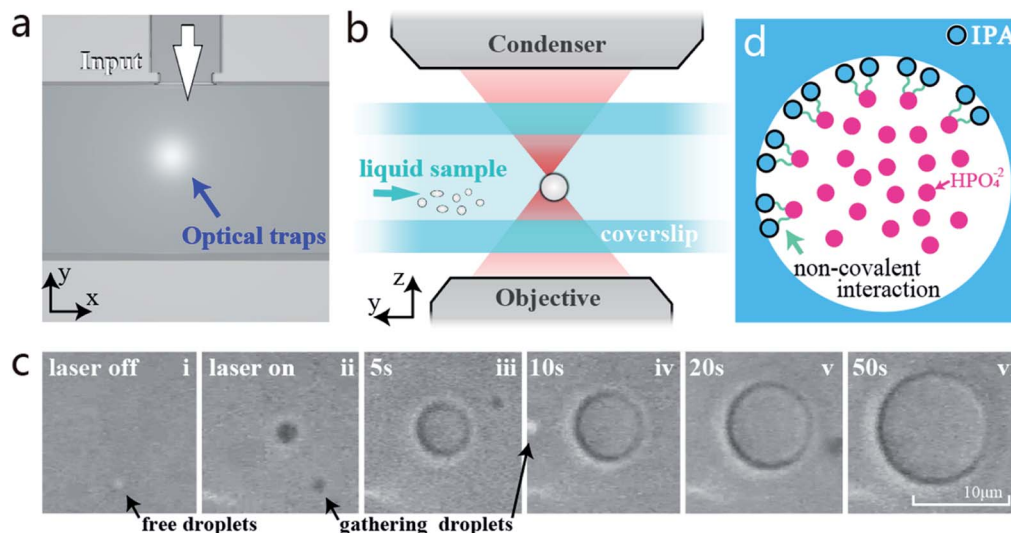 a
Input
Optical traps
y
x
b
Condenser
liquid sample
coverslip
z
y
Objective
d
IPA
HPO₄⁻²
non-covalent
interaction
c
laser off i
laser on ii
5s iii
10s iv
20s v
50s v
free droplets
gathering droplets
10μm